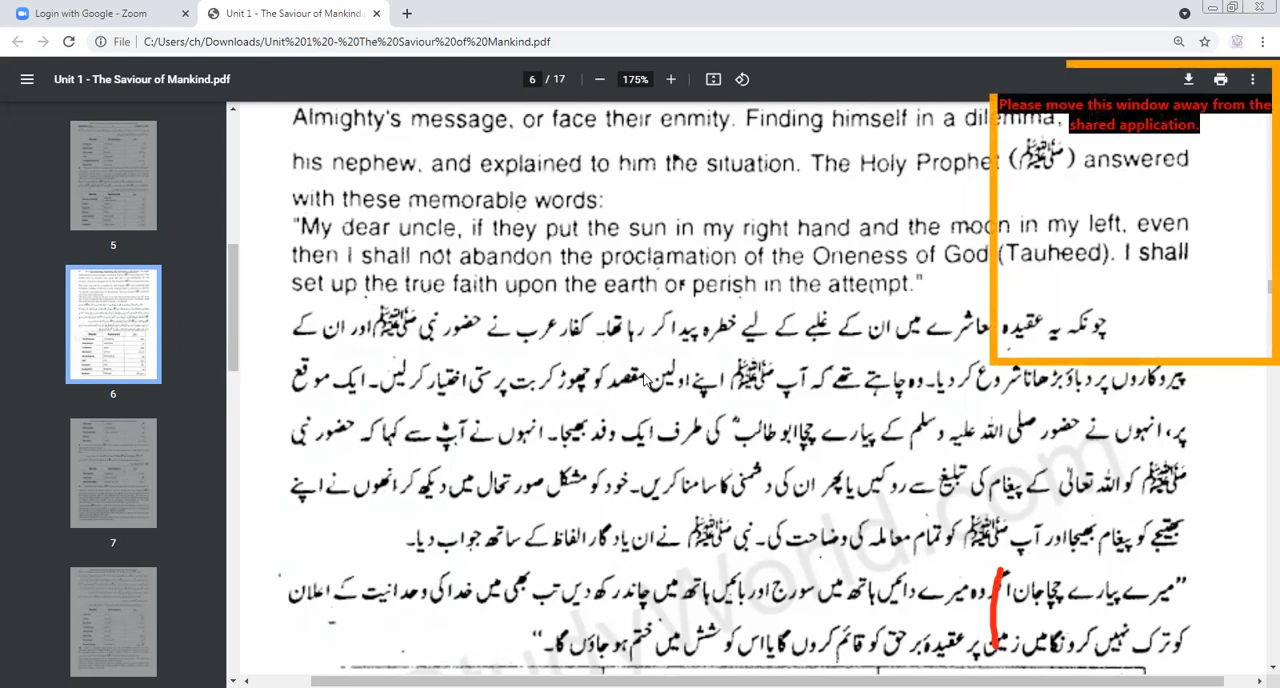 Login with Google - Zoom
Unit 1 - The Saviour of Mankind.
File
C:/Users/ch/Downloads/Unit%201%20-%20The%20Saviour%20of%20Mankind.pdf
Unit 1 - The Saviour of Mankind.pdf
6 / 17
175%
Please move this window away from the
shared application.
Almighty's message, or face their enmity. Finding himself in a dilemma,
his nephew, and explained to him the situation. The Holy Prophet (ﷺ) answered
with these memorable words:
"My dear uncle, if they put the sun in my right hand and the moon in my left, even
then I shall not abandon the proclamation of the Oneness of God (Tauheed). I shall
set up the true faith upon the earth or perish in the attempt."
چونکہ یہ عقیدہ معاشرے میں ان کے غلبے کے لیے خطرہ پیدا کر رہا تھا۔ کفار عرب نے حضور نبی ﷺ اور ان کے
پیروکاروں پر دباؤ بڑھانا شروع کر دیا۔ وہ چاہتے تھے کہ آپ ﷺ اپنے اولین مقصد کو چھوڑ کر بت پرستی اختیار کر لیں۔ ایک موقع
پر، انہوں نے حضور صلی اللہ علیہ وسلم کے پیارے چچا ابو طالبؓ کی طرف ایک وفد بھیجا۔ انہوں نے آپؓ سے کہا کہ حضور نبی
ﷺ کو اللہ تعالیٰ کے پیغام کی تبلیغ سے روکیں یا پھر ان کی دشمنی کا سامنا کریں۔ خود کو مشکل صورتحال میں دیکھ کر انھوں نے اپنے
بھتیجے کو پیغام بھیجا اور آپ ﷺ کو تمام معاملہ کی وضاحت کی۔ نبی ﷺ نے ان یادگار الفاظ کے ساتھ جواب دیا۔
”میرے پیارے چچا جان اگر وہ میرے دائیں ہاتھ میں سورج اور بائیں ہاتھ میں چاند رکھ دیں تب بھی میں خدا کی وحدانیت کے اعلان
کو ترک نہیں کرونگا میں زمین پر عقیدۂ برحق کو قائم کروں گا یا اس کوشش میں ختم ہو جاؤں گا۔“
5
6
7